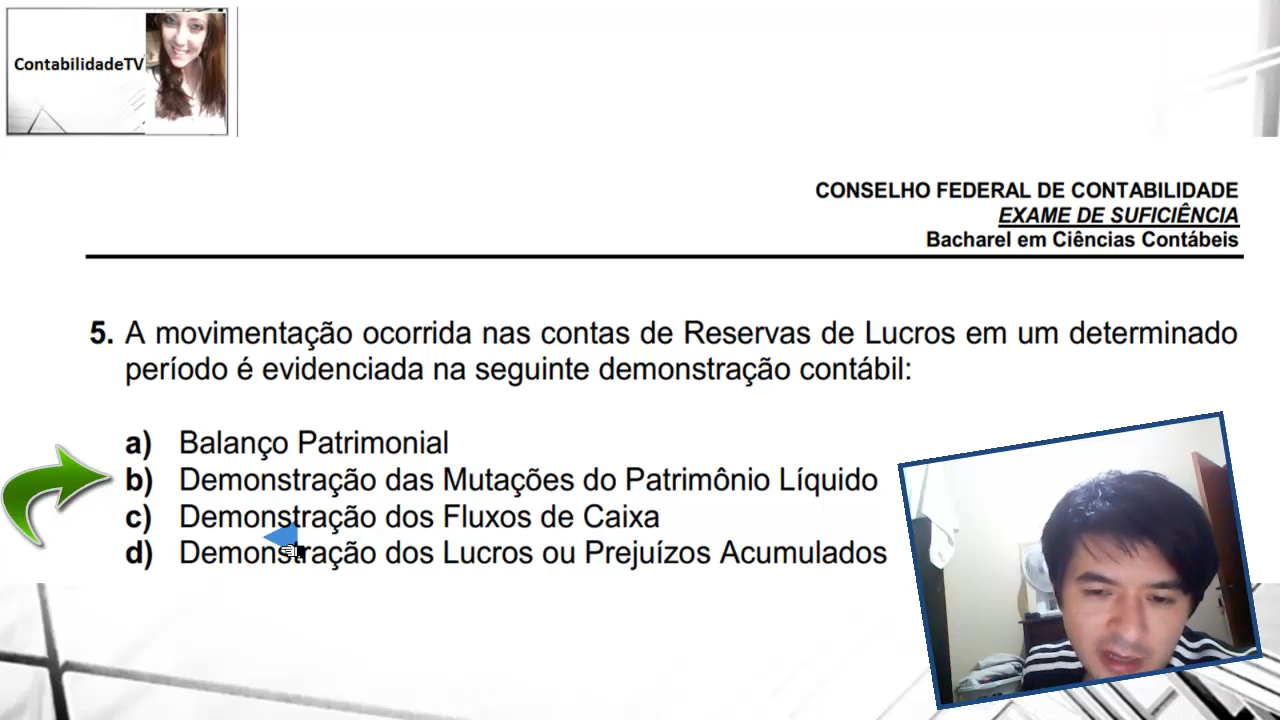 ContabilidadeTV
CONSELHO FEDERAL DE CONTABILIDADE
EXAME DE SUFICIÊNCIA
Bacharel em Ciências Contábeis
5. A movimentação ocorrida nas contas de Reservas de Lucros em um determinado
período é evidenciada na seguinte demonstração contábil:
a) Balanço Patrimonial
b) Demonstração das Mutações do Patrimônio Líquido
c) Demonstração dos Fluxos de Caixa
d) Demonstração dos Lucros ou Prejuízos Acumulados